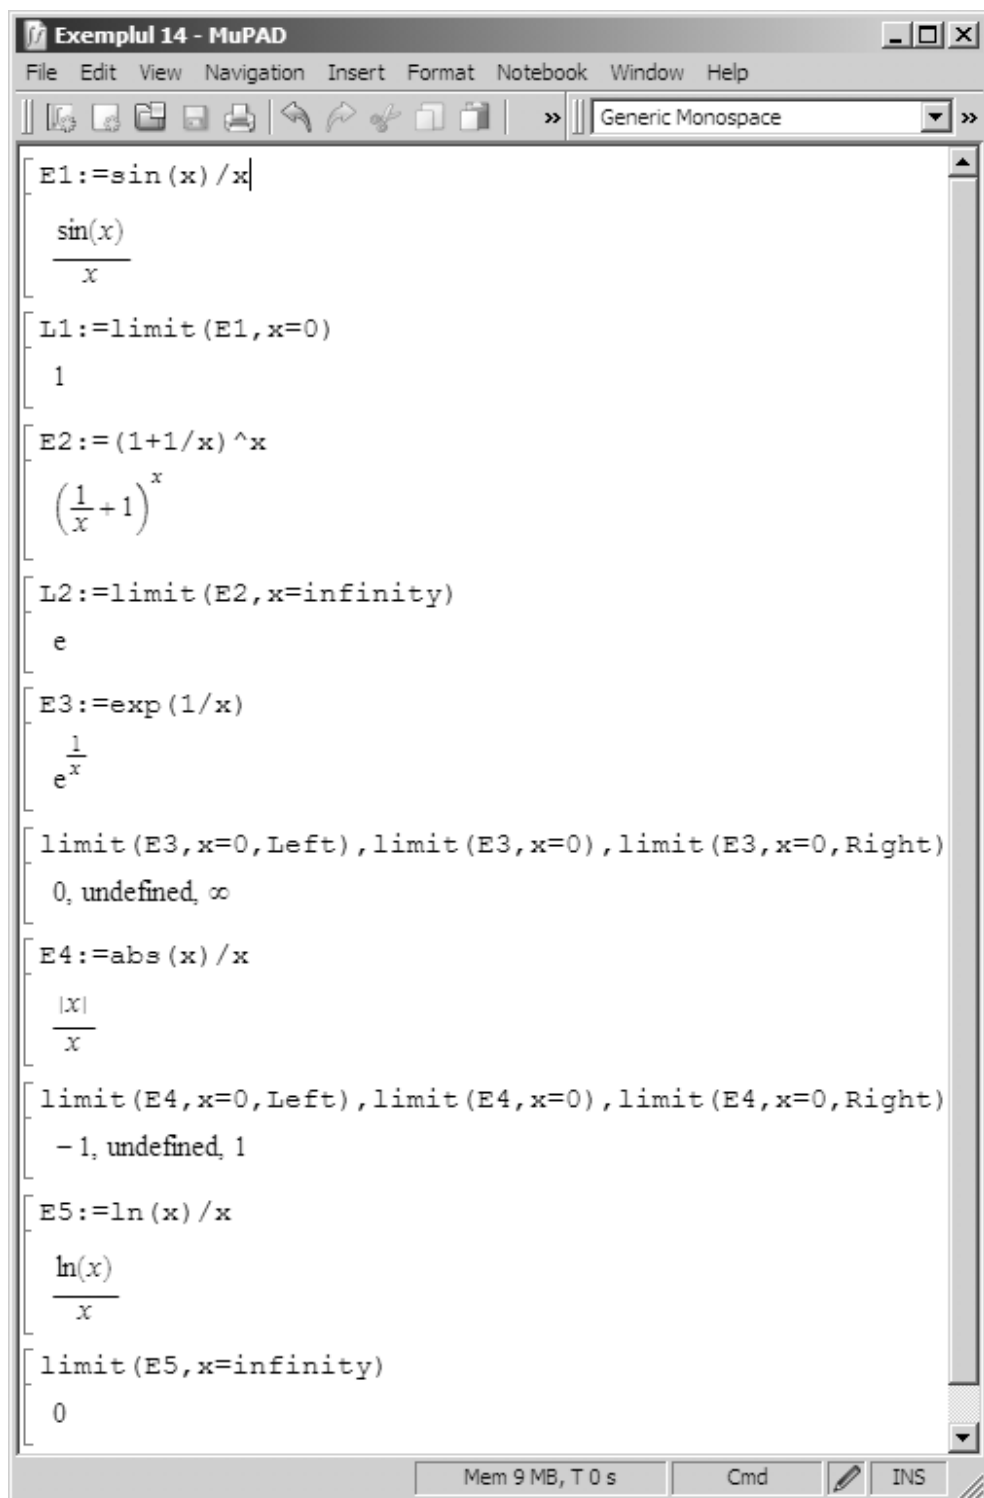 Exemplul 14 - MuPAD
File Edit View Navigation Insert Format Notebook Window Help
» Generic Monospace »
E1:=sin(x)/x
sin(x)
x
L1:=limit(E1,x=0)
1
E2:=(1+1/x)^x
(1/x+1)^x
L2:=limit(E2,x=infinity)
e
E3:=exp(1/x)
e^(1/x)
limit(E3,x=0,Left),limit(E3,x=0),limit(E3,x=0,Right)
0, undefined, ∞
E4:=abs(x)/x
|x|
x
limit(E4,x=0,Left),limit(E4,x=0),limit(E4,x=0,Right)
−1, undefined, 1
E5:=ln(x)/x
ln(x)
x
limit(E5,x=infinity)
0
Mem 9 MB, T 0 s Cmd INS